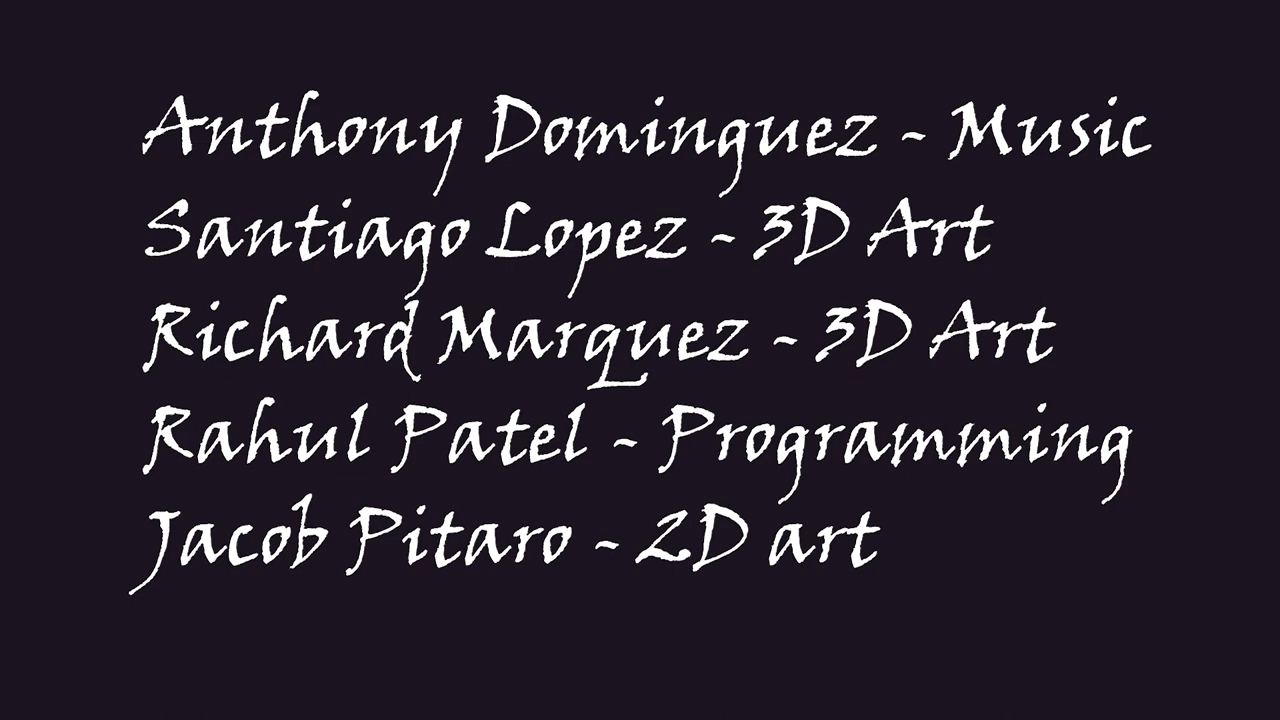 Anthony Dominguez - Music
Santiago Lopez - 3D Art
Richard Marquez - 3D Art
Rahul Patel - Programming
Jacob Pitaro - 2D art